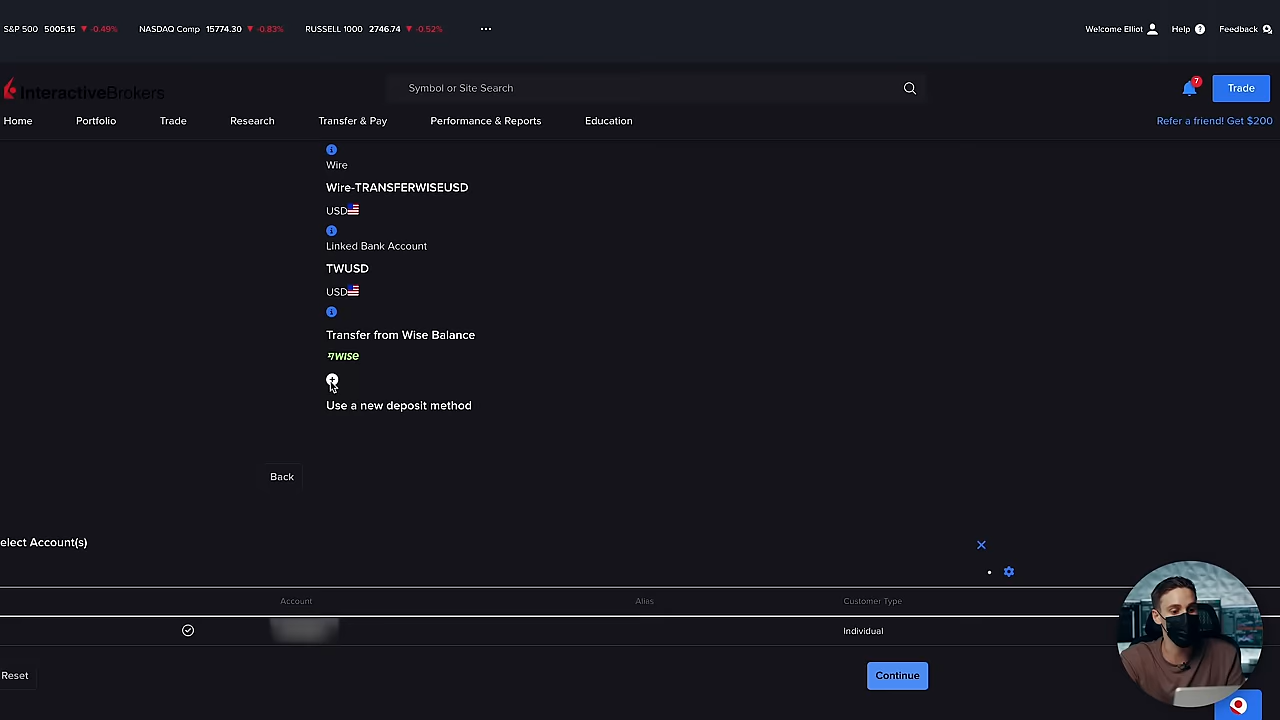 S&P 500 5005.15 ▼ -0.49% NASDAQ Comp 15774.30 ▼ -0.83% RUSSELL 1000 2746.74 ▼ -0.52% ••• Welcome Elliot Help ? Feedback
InteractiveBrokers Symbol or Site Search 7 Trade
Home Portfolio Trade Research Transfer & Pay Performance & Reports Education Refer a friend! Get $200
Wire
Wire-TRANSFERWISEUSD
USD
Linked Bank Account
TWUSD
USD
Transfer from Wise Balance
wise
Use a new deposit method
Back
elect Account(s)
Account Alias Customer Type
Individual
Reset Continue